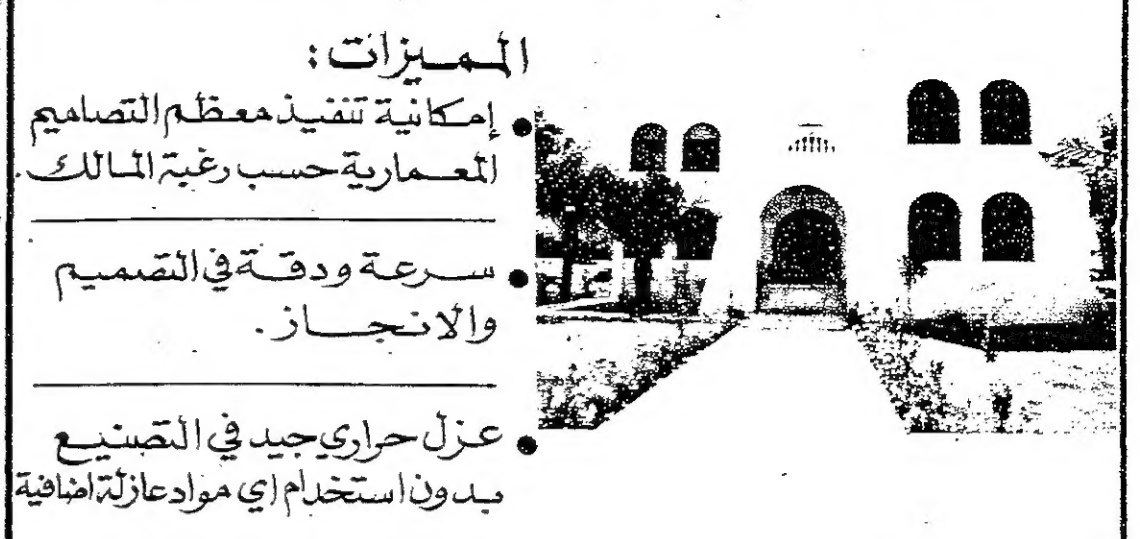 المميزات:
• إمكانية تنفيذ معظم التصاميم
المعمارية حسب رغبة المالك.
• سرعة ودقة في التصميم
والانجاز.
• عزل حراري جيد في التصنيع
بدون استخدام اي مواد عازلة اضافية